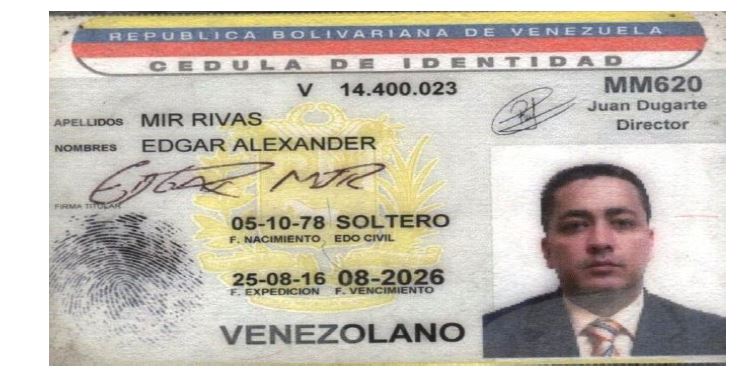 REPUBLICA BOLIVARIANA DE VENEZUELA
CEDULA DE IDENTIDAD
V 14.400.023
MM620
Juan Dugarte
Director
APELLIDOS MIR RIVAS
NOMBRES EDGAR ALEXANDER
EDGAR MIR
FIRMA TITULAR
05-10-78 SOLTERO
F. NACIMIENTO EDO CIVIL
25-08-16 08-2026
F. EXPEDICION F. VENCIMIENTO
VENEZOLANO